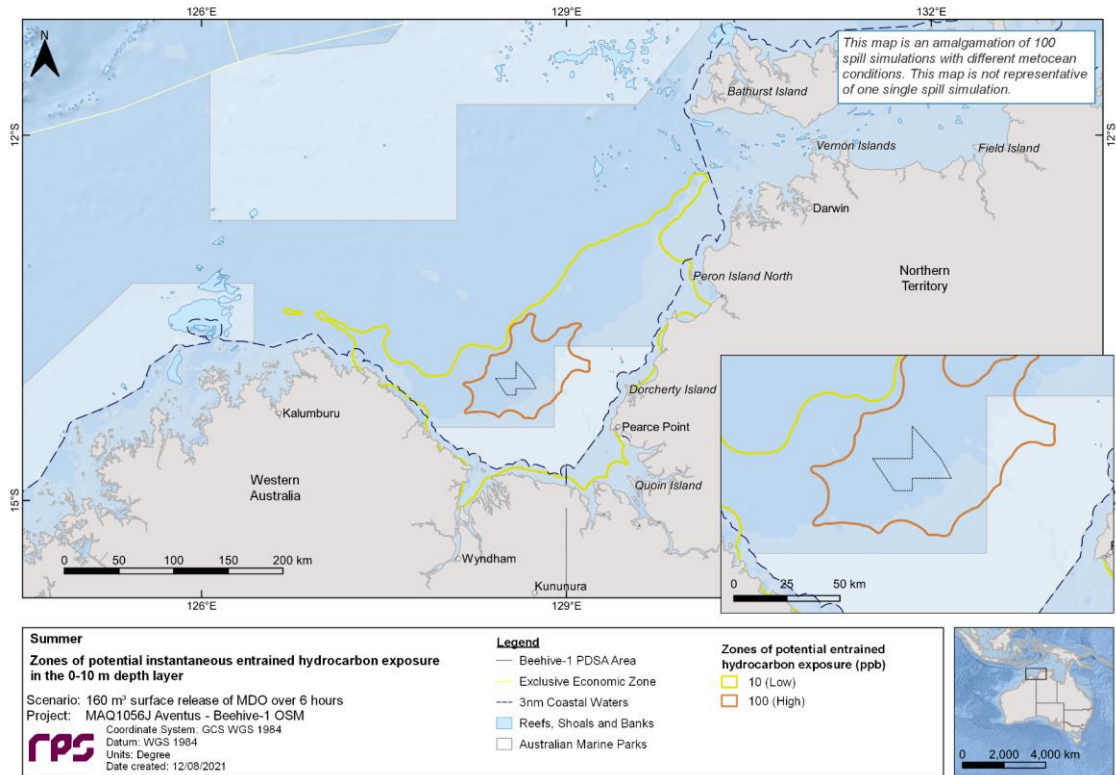 126°E
129°E
132°E
N
This map is an amalgamation of 100
spill simulations with different metocean
conditions. This map is not representative
of one single spill simulation.
Bathurst Island
12°S
12°S
Vernon Islands
Field Island
Darwin
Northern
Territory
Peron Island North
Dorcherty Island
Kalumburu
Pearce Point
Western
Australia
Quoin Island
15°S
0 50 100 150 200 km
Wyndham
Kununura
0 25 50 km
126°E
129°E
Summer
Zones of potential instantaneous entrained hydrocarbon exposure
in the 0-10 m depth layer
Scenario: 160 m³ surface release of MDO over 6 hours
Project: MAQ1056J Aventus - Beehive-1 OSM
Coordinate System: GCS WGS 1984
Datum: WGS 1984
Units: Degree
Date created: 12/08/2021
rps
Legend
Beehive-1 PDSA Area
Exclusive Economic Zone
3nm Coastal Waters
Reefs, Shoals and Banks
Australian Marine Parks
Zones of potential entrained
hydrocarbon exposure (ppb)
10 (Low)
100 (High)
0 2,000 4,000 km